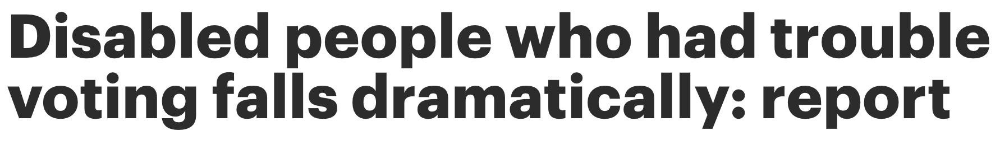 Disabled people who had trouble
voting falls dramatically: report